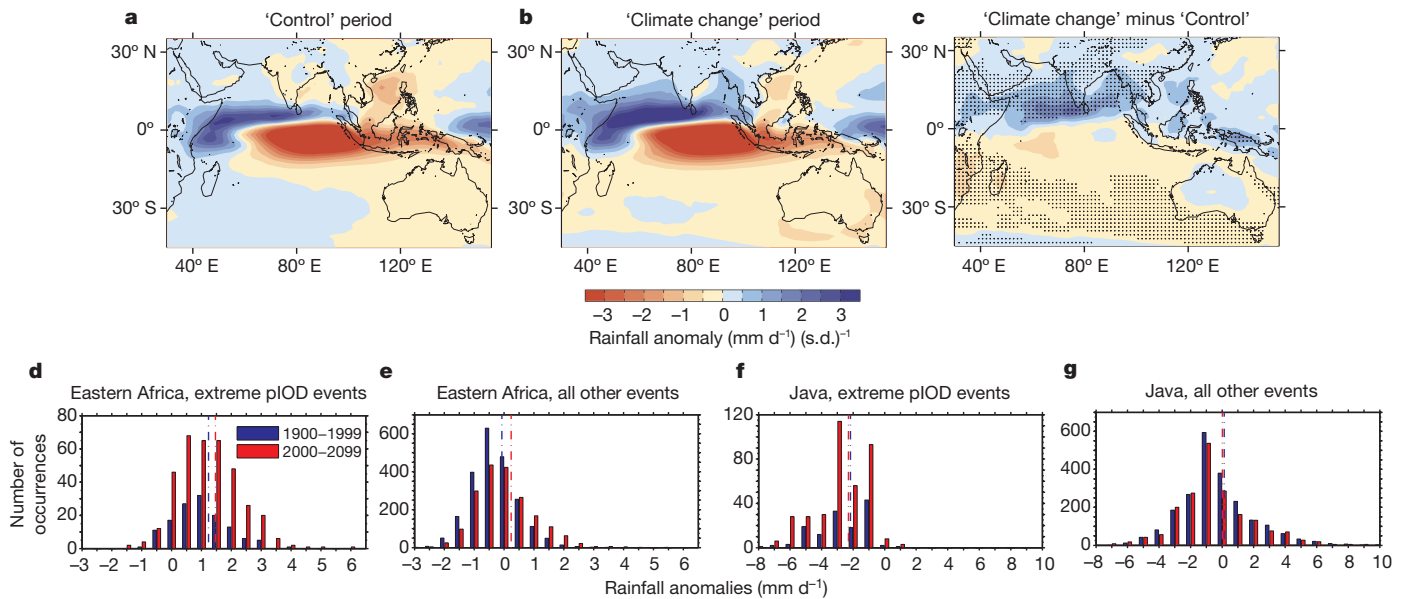 a 'Control' period
b 'Climate change' period
c 'Climate change' minus 'Control'
30° N
0°
30° S
40° E 80° E 120° E
30° N
0°
30° S
40° E 80° E 120° E
30° N
0°
30° S
40° E 80° E 120° E
−3 −2 −1 0 1 2 3
Rainfall anomaly (mm d⁻¹) (s.d.)⁻¹
d
Eastern Africa, extreme pIOD events
e
Eastern Africa, all other events
f
Java, extreme pIOD events
g
Java, all other events
Number of
occurrences
80
60
40
20
0
1900–1999
2000–2099
−3 −2 −1 0 1 2 3 4 5 6
600
400
200
0
−2 −1 0 1 2 3 4 5 6
120
80
40
0
−8 −6 −4 −2 0 2 4 6 8 10
600
400
200
0
−8 −6 −4 −2 0 2 4 6 8 10
Rainfall anomalies (mm d⁻¹)